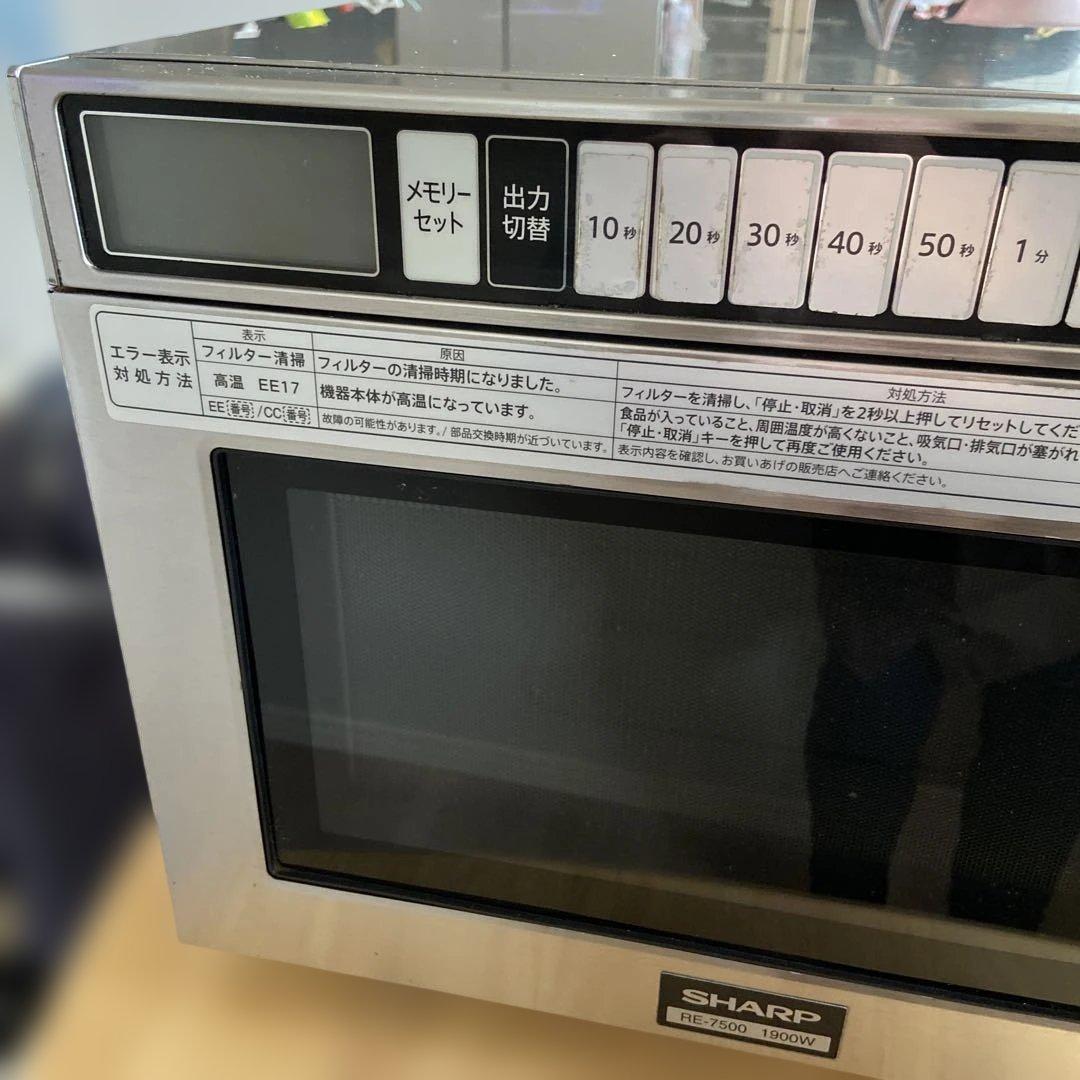 メモリー
セット
出力
切替
10秒
20秒
30秒
40秒
50秒
1分
エラー表示
対処方法
表示
原因
対処方法
フィルター清掃
フィルターの清掃時期になりました。
フィルターを清掃し、「停止・取消」を2秒以上押してリセットしてくだ
高温 EE17
機器本体が高温になっています。
食品が入っていること、周囲温度が高くないこと、吸気口・排気口が塞がれ
「停止・取消」キーを押して再度ご使用ください。
EE[番号]/CC[番号]
故障の可能性があります。/部品交換時期が近づいています。
表示内容を確認し、お買いあげの販売店へご連絡ください。
SHARP
RE-7500 1900W